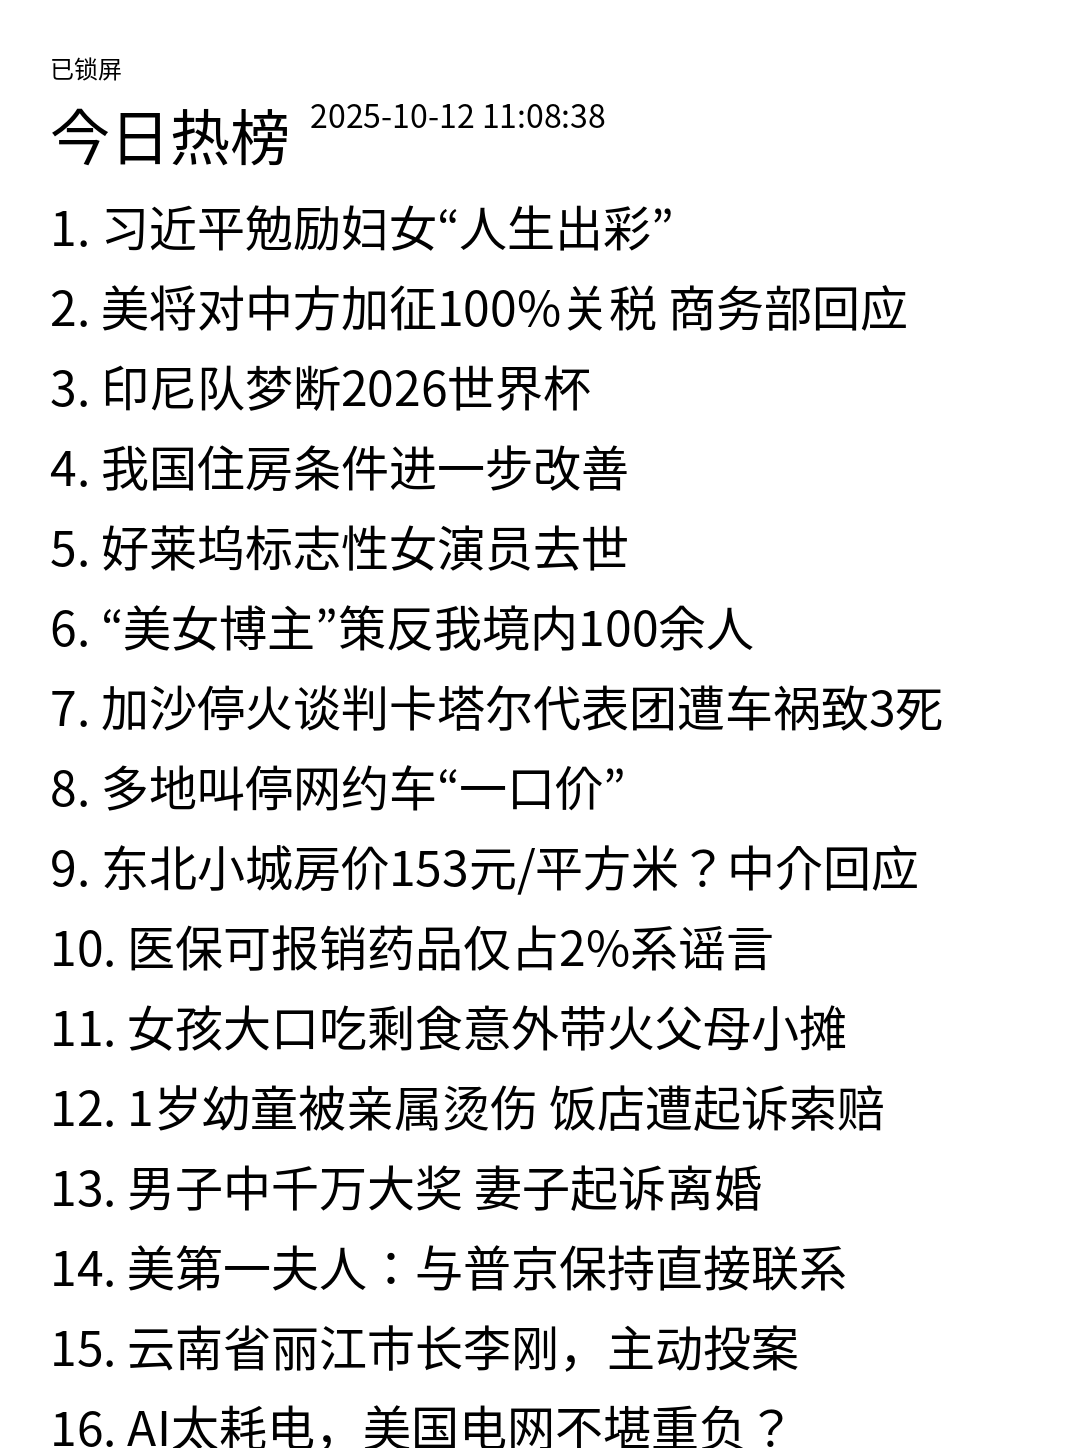 已锁屏
今日热榜 2025-10-12 11:08:38
1. 习近平勉励妇女“人生出彩”
2. 美将对中方加征100%关税 商务部回应
3. 印尼队梦断2026世界杯
4. 我国住房条件进一步改善
5. 好莱坞标志性女演员去世
6. “美女博主”策反我境内100余人
7. 加沙停火谈判卡塔尔代表团遭车祸致3死
8. 多地叫停网约车“一口价”
9. 东北小城房价153元/平方米？中介回应
10. 医保可报销药品仅占2%系谣言
11. 女孩大口吃剩食意外带火父母小摊
12. 1岁幼童被亲属烫伤 饭店遭起诉索赔
13. 男子中千万大奖 妻子起诉离婚
14. 美第一夫人：与普京保持直接联系
15. 云南省丽江市长李刚，主动投案
16. AI太耗电，美国电网不堪重负？